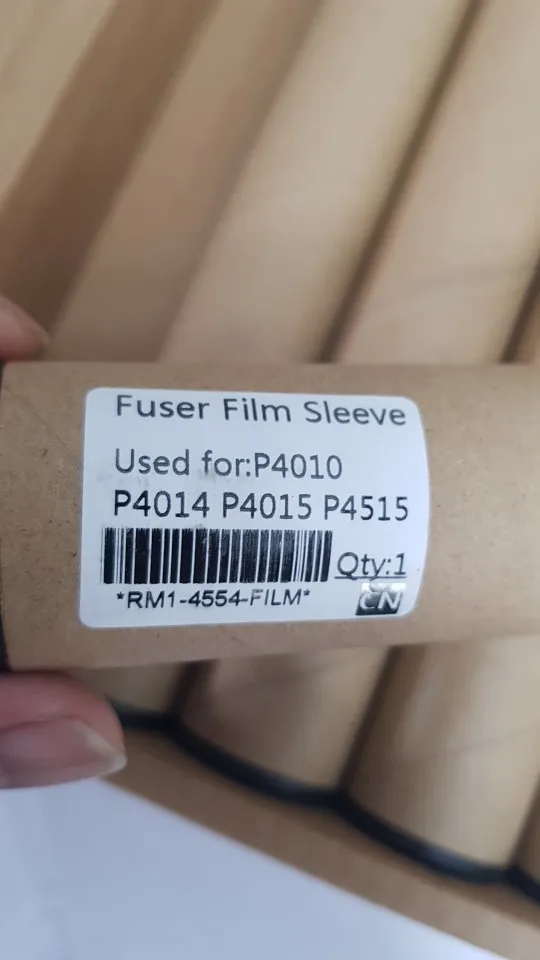 Fuser Film Sleeve
Used for:P4010
P4014 P4015 P4515
Qty:1
*RM1-4554-FILM*
CN